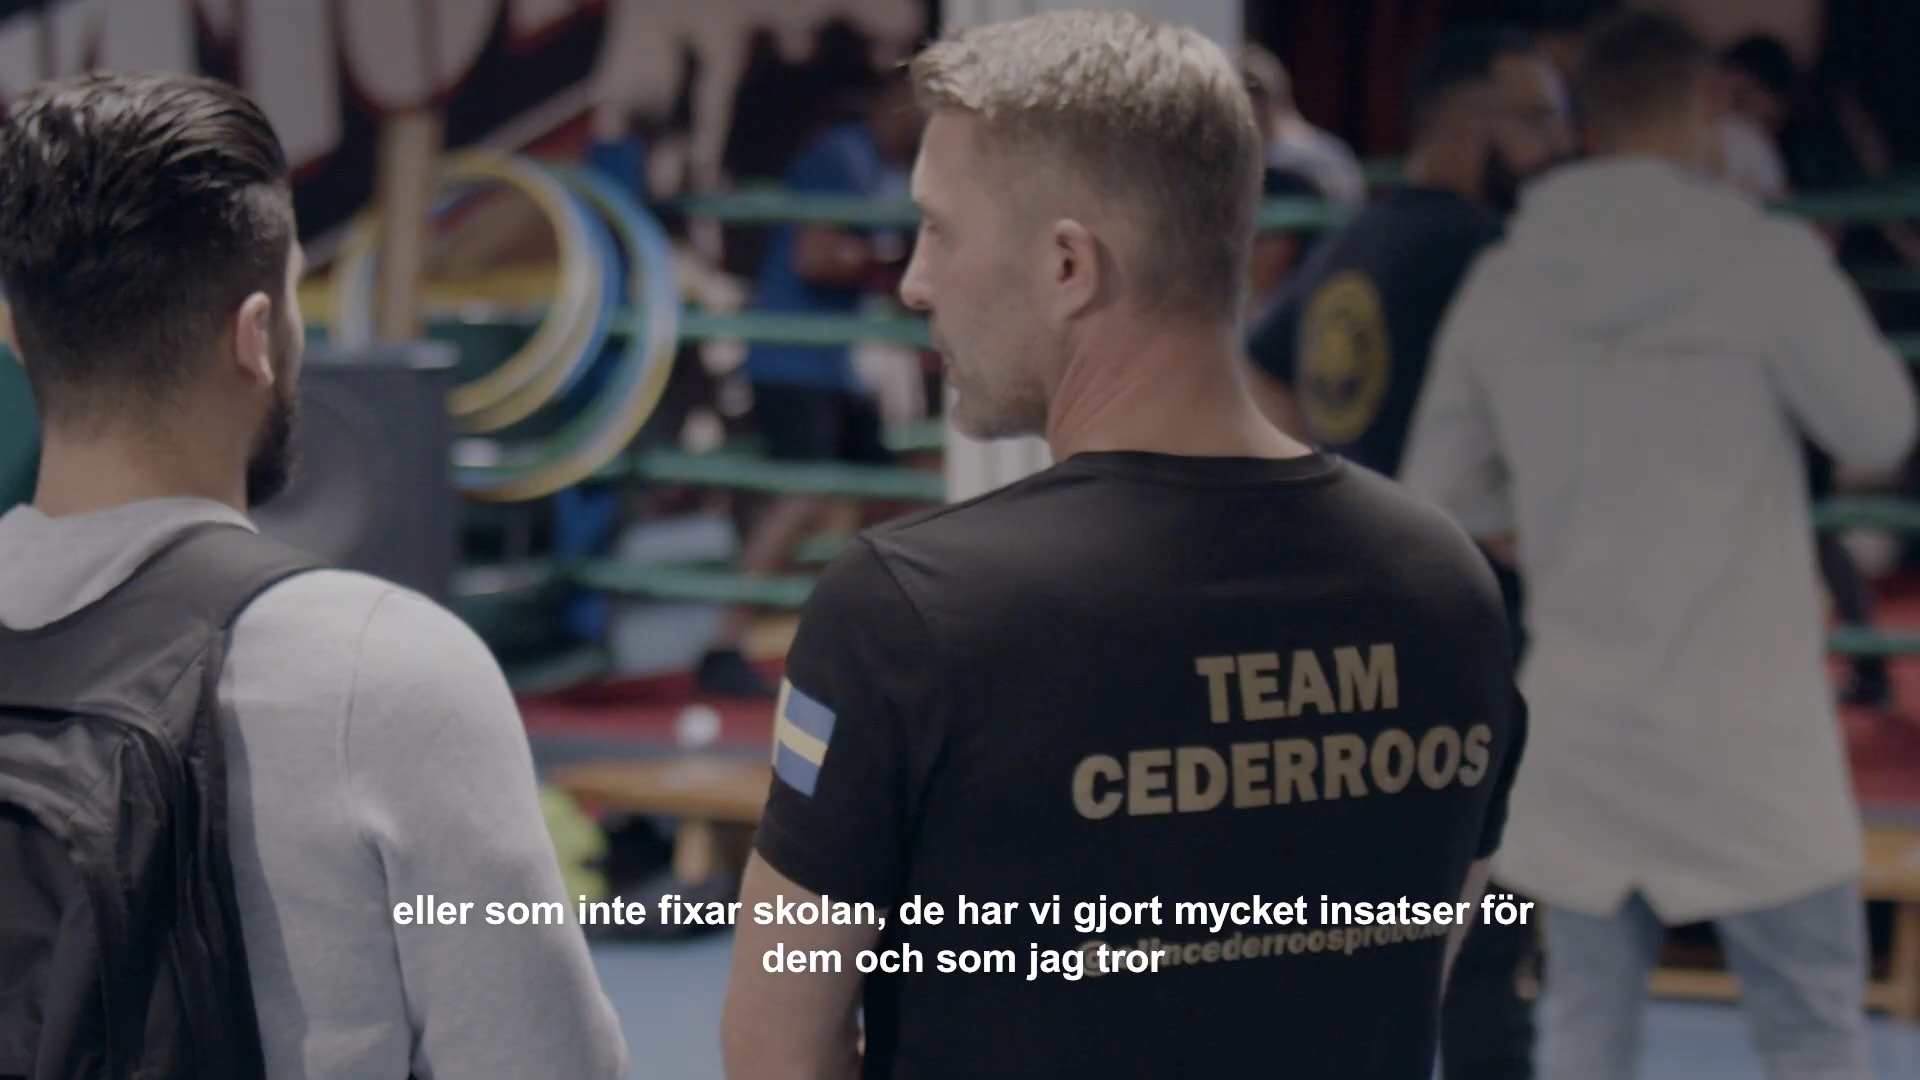 TEAM
CEDERROOS
eller som inte fixar skolan, de har vi gjort mycket insatser för
dem och som jag tror